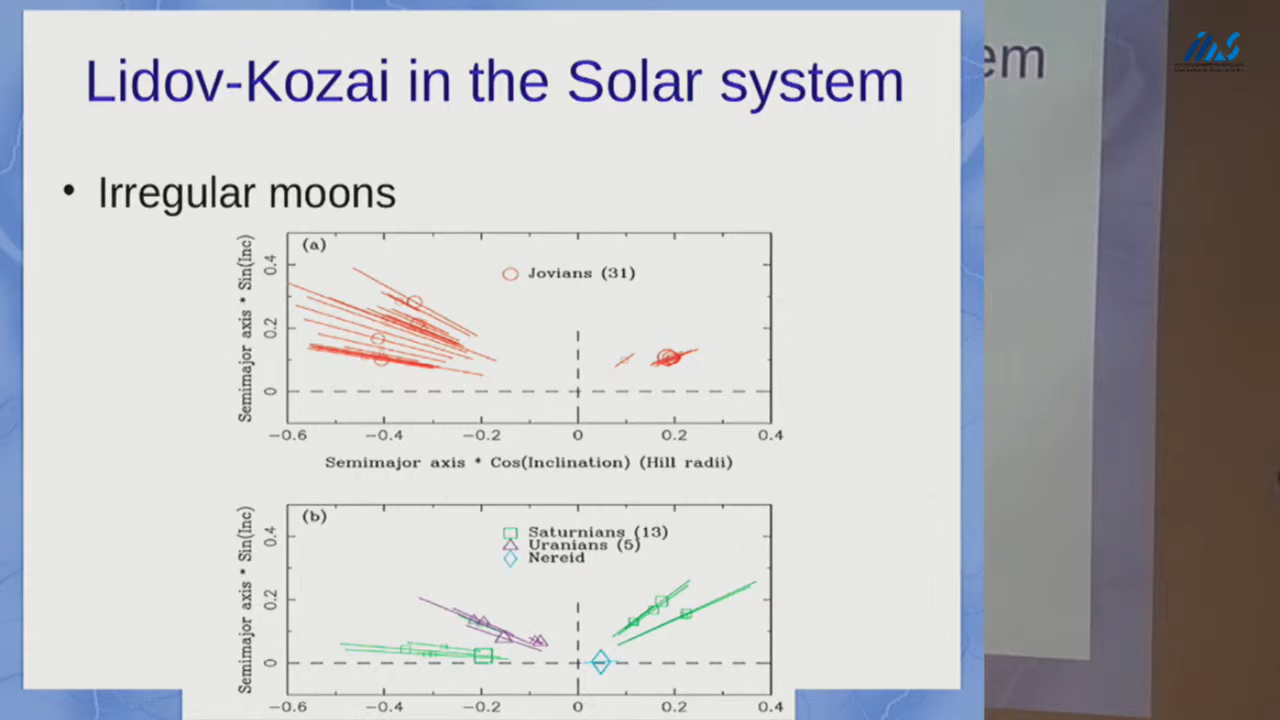 Lidov-Kozai in the Solar system
em
• Irregular moons
(a)
Jovians (31)
Semimajor axis * Sin(Inc)
0.4
0.2
0
−0.6 −0.4 −0.2 0 0.2 0.4
Semimajor axis * Cos(Inclination) (Hill radii)
(b)
Saturnians (13)
Uranians (5)
Nereid
Semimajor axis * Sin(Inc)
0.4
0.2
0
−0.6 −0.4 −0.2 0 0.2 0.4